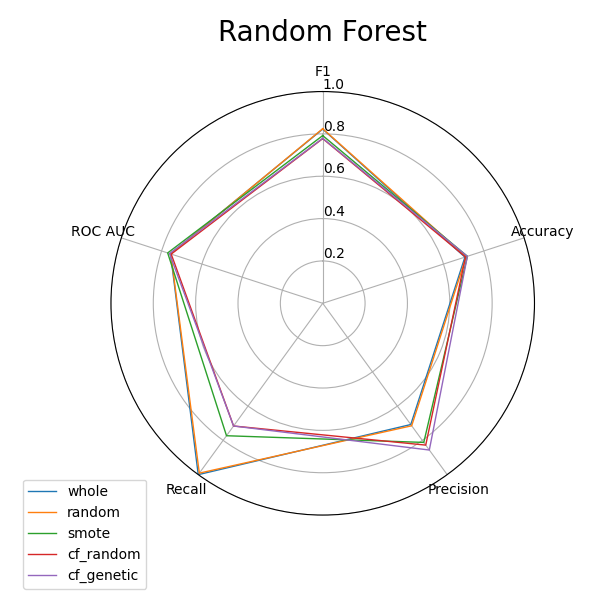 Random Forest
F1
1.0
0.8
0.6
0.4
0.2
ROC AUC
Accuracy
Recall
Precision
whole
random
smote
cf_random
cf_genetic